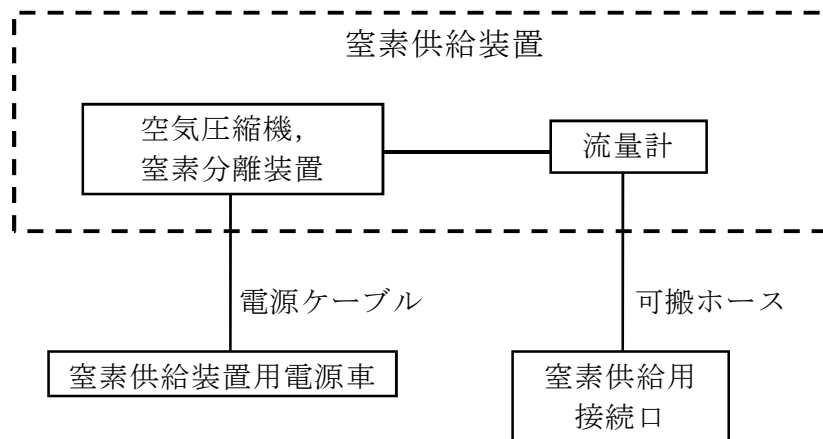 窒素供給装置
空気圧縮機,
窒素分離装置
流量計
電源ケーブル
可搬ホース
窒素供給装置用電源車
窒素供給用
接続口